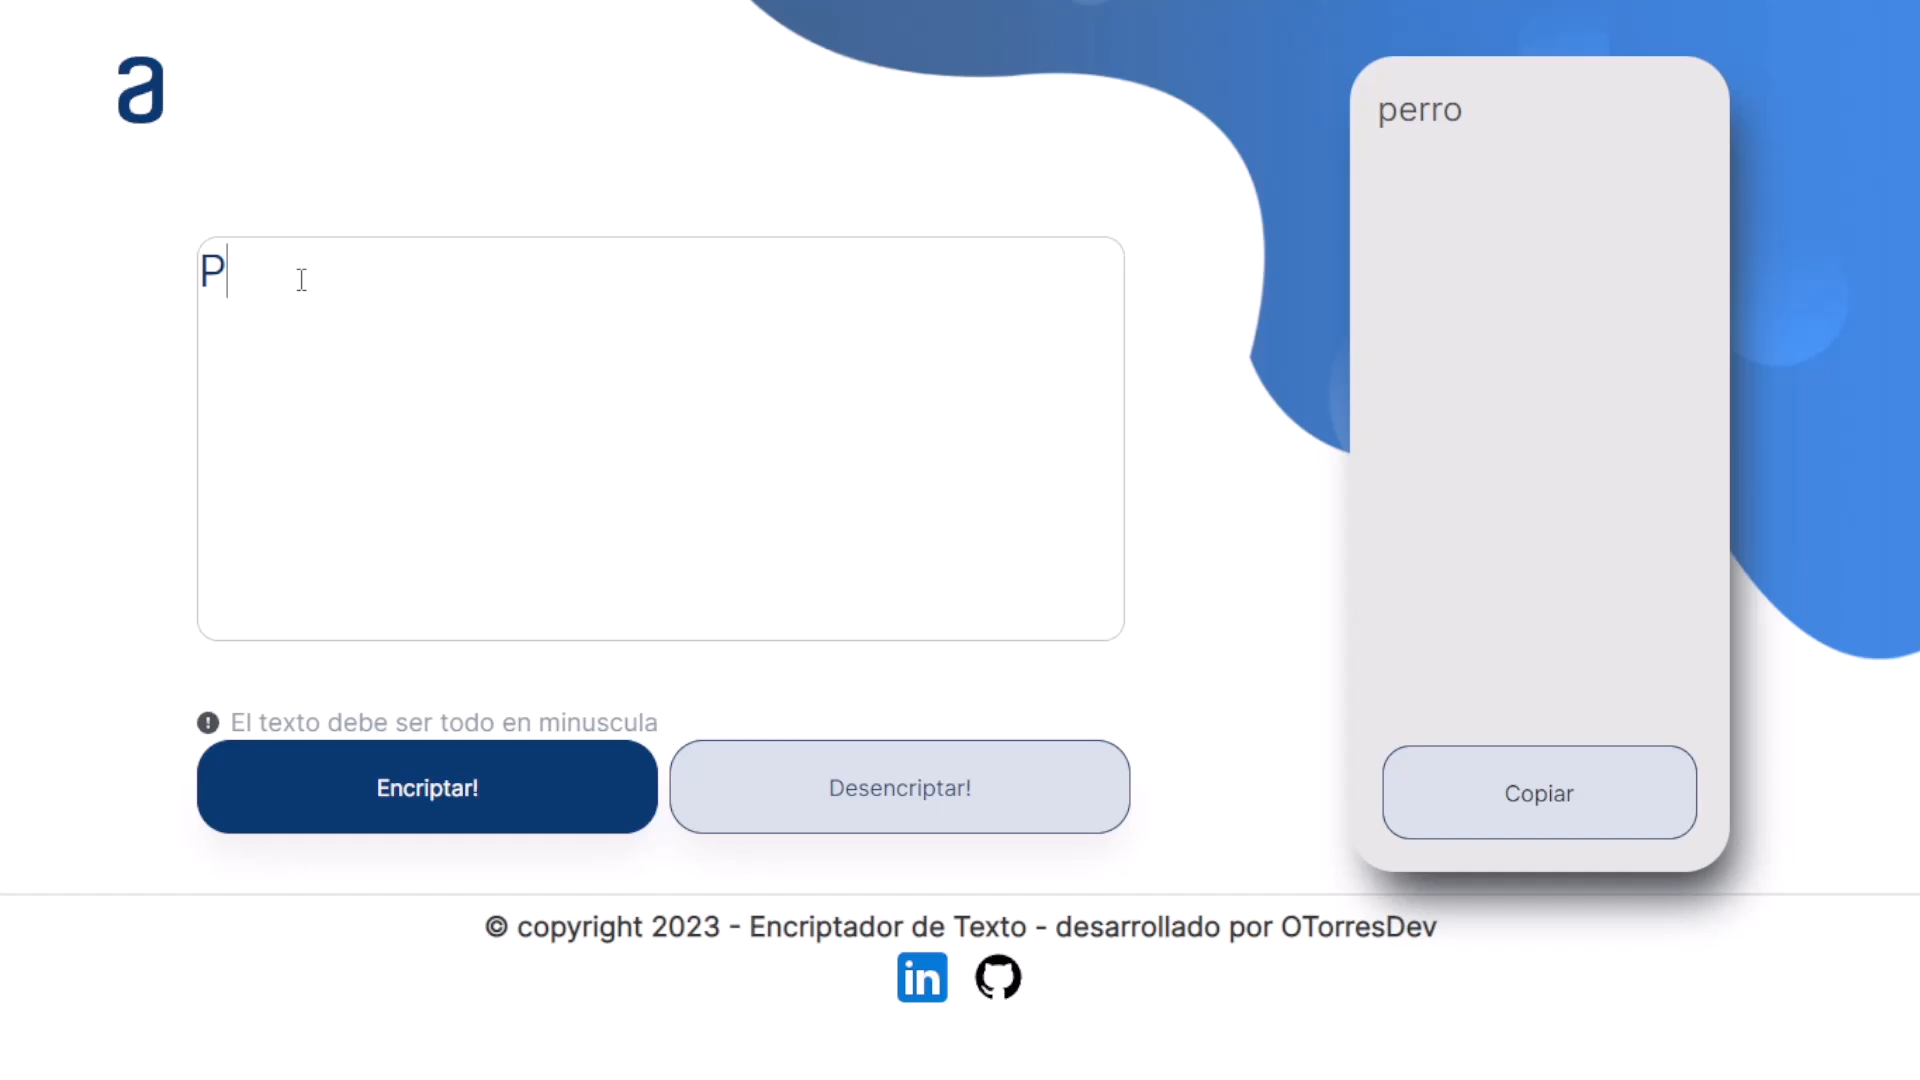 a
perro
P
El texto debe ser todo en minuscula
Encriptar!
Desencriptar!
Copiar
© copyright 2023 - Encriptador de Texto - desarrollado por OTorresDev
in